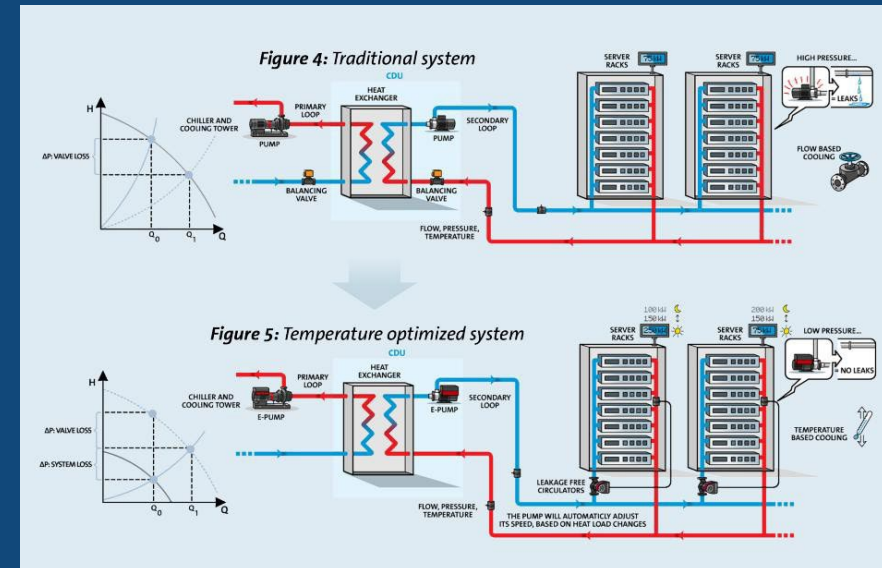 Figure 4: Traditional system
CDU
HEAT
EXCHANGER
H
CHILLER AND
COOLING TOWER
PRIMARY
LOOP
PUMP
PUMP
SECONDARY
LOOP
ΔP: VALVE LOSS
BALANCING
VALVE
BALANCING
VALVE
FLOW, PRESSURE,
TEMPERATURE
Q0
Q1
Q
SERVER
RACKS
SERVER
RACKS
HIGH PRESSURE...
= LEAKS
FLOW BASED
COOLING
Figure 5: Temperature optimized system
CDU
HEAT
EXCHANGER
H
CHILLER AND
COOLING TOWER
PRIMARY
LOOP
E-PUMP
E-PUMP
SECONDARY
LOOP
ΔP: VALVE LOSS
ΔP: SYSTEM LOSS
FLOW, PRESSURE,
TEMPERATURE
Q0
Q1
Q
100 kW
150 kW
SERVER
RACKS
200 kW
150 kW
SERVER
RACKS
LOW PRESSURE...
= NO LEAKS
TEMPERATURE
BASED COOLING
LEAKAGE FREE
CIRCULATORS
THE PUMP WILL AUTOMATICLY ADJUST
ITS SPEED, BASED ON HEAT LOAD CHANGES